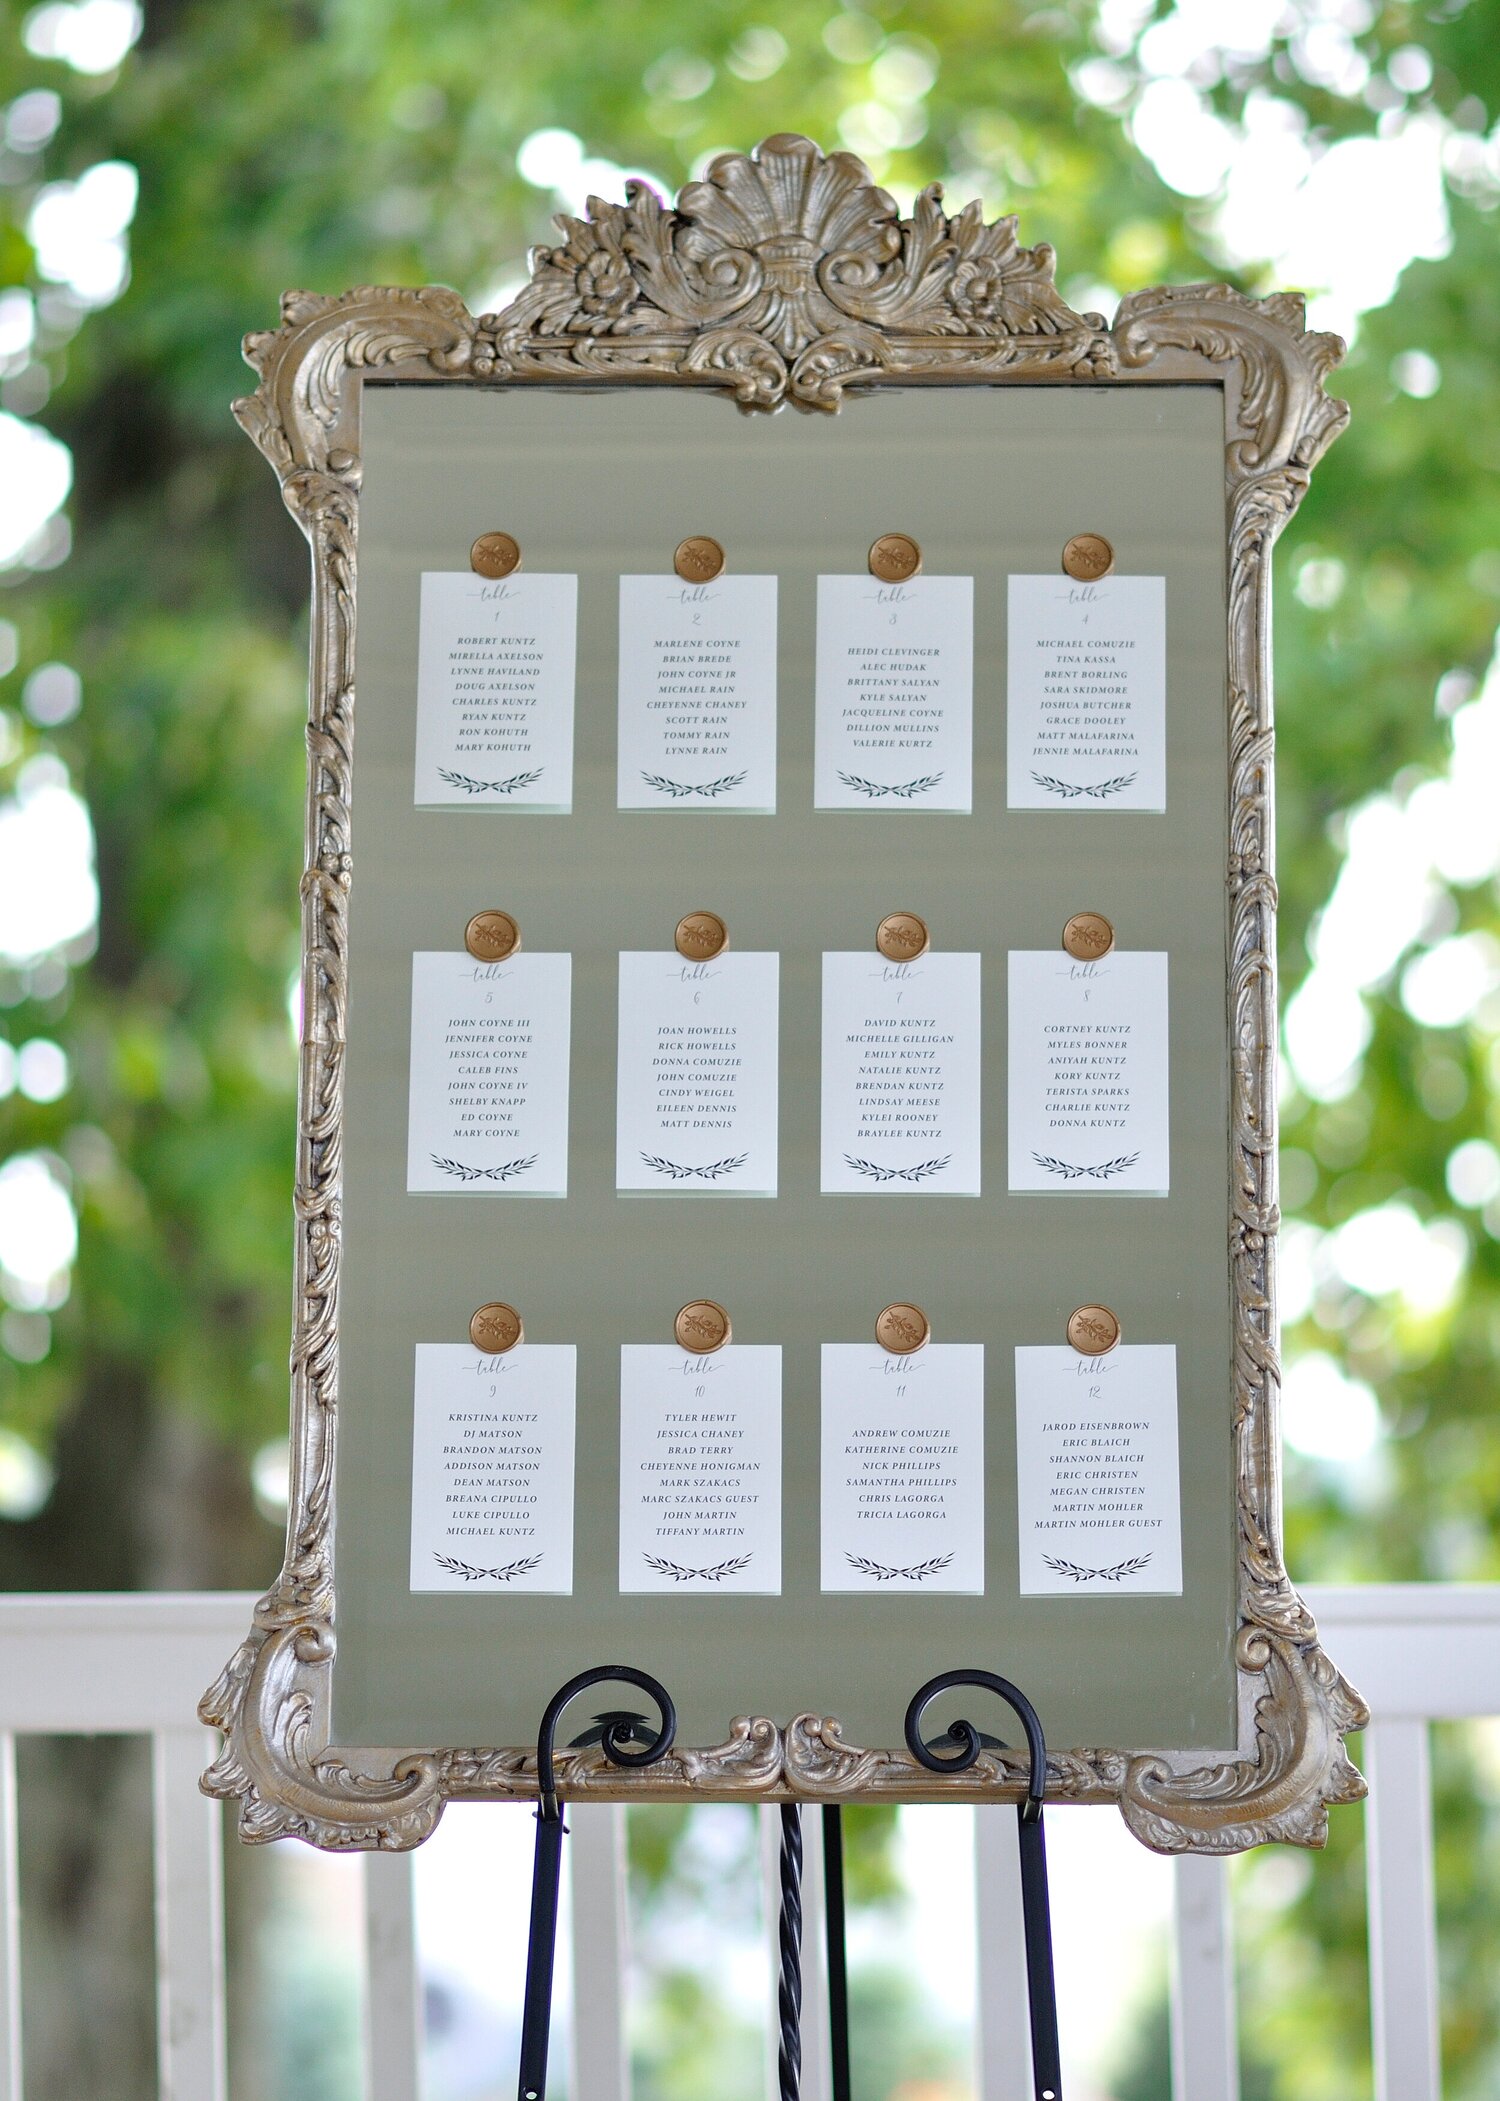 table
1
ROBERT KUNTZ
MIRELLA AXELSON
LYNNE HAVILAND
DOUG AXELSON
CHARLES KUNTZ
RYAN KUNTZ
RON KOHUTH
MARY KOHUTH
table
2
MARLENE COYNE
BRIAN BREDE
JOHN COYNE JR
MICHAEL RAIN
CHEYENNE CHANEY
SCOTT RAIN
TOMMY RAIN
LYNNE RAIN
table
3
HEIDI CLEVINGER
ALEC HUDAK
BRITTANY SALYAN
KYLE SALYAN
JACQUELINE COYNE
DILLION MULLINS
VALERIE KURTZ
table
4
MICHAEL COMUZIE
TINA KASSA
BRENT BORLING
SARA SKIDMORE
JOSHUA BUTCHER
GRACE DOOLEY
MATT MALAFARINA
JENNIE MALAFARINA
table
5
JOHN COYNE III
JENNIFER COYNE
JESSICA COYNE
CALEB FINS
JOHN COYNE IV
SHELBY KNAPP
ED COYNE
MARY COYNE
table
6
JOAN HOWELLS
RICK HOWELLS
DONNA COMUZIE
JOHN COMUZIE
CINDY WEIGEL
EILEEN DENNIS
MATT DENNIS
table
7
DAVID KUNTZ
MICHELLE GILLIGAN
EMILY KUNTZ
NATALIE KUNTZ
BRENDAN KUNTZ
LINDSAY MEESE
KYLEI ROONEY
BRAYLEE KUNTZ
table
8
CORTNEY KUNTZ
MYLES BONNER
ANIYAH KUNTZ
KORY KUNTZ
TERISTA SPARKS
CHARLIE KUNTZ
DONNA KUNTZ
table
9
KRISTINA KUNTZ
DJ MATSON
BRANDON MATSON
ADDISON MATSON
DEAN MATSON
BREANA CIPULLO
LUKE CIPULLO
MICHAEL KUNTZ
table
10
TYLER HEWIT
JESSICA CHANEY
BRAD TERRY
CHEYENNE HONIGMAN
MARK SZAKACS
MARC SZAKACS GUEST
JOHN MARTIN
TIFFANY MARTIN
table
11
ANDREW COMUZIE
KATHERINE COMUZIE
NICK PHILLIPS
SAMANTHA PHILLIPS
CHRIS LAGORGA
TRICIA LAGORGA
table
12
JAROD EISENBROWN
ERIC BLAICH
SHANNON BLAICH
ERIC CHRISTEN
MEGAN CHRISTEN
MARTIN MOHLER
MARTIN MOHLER GUEST